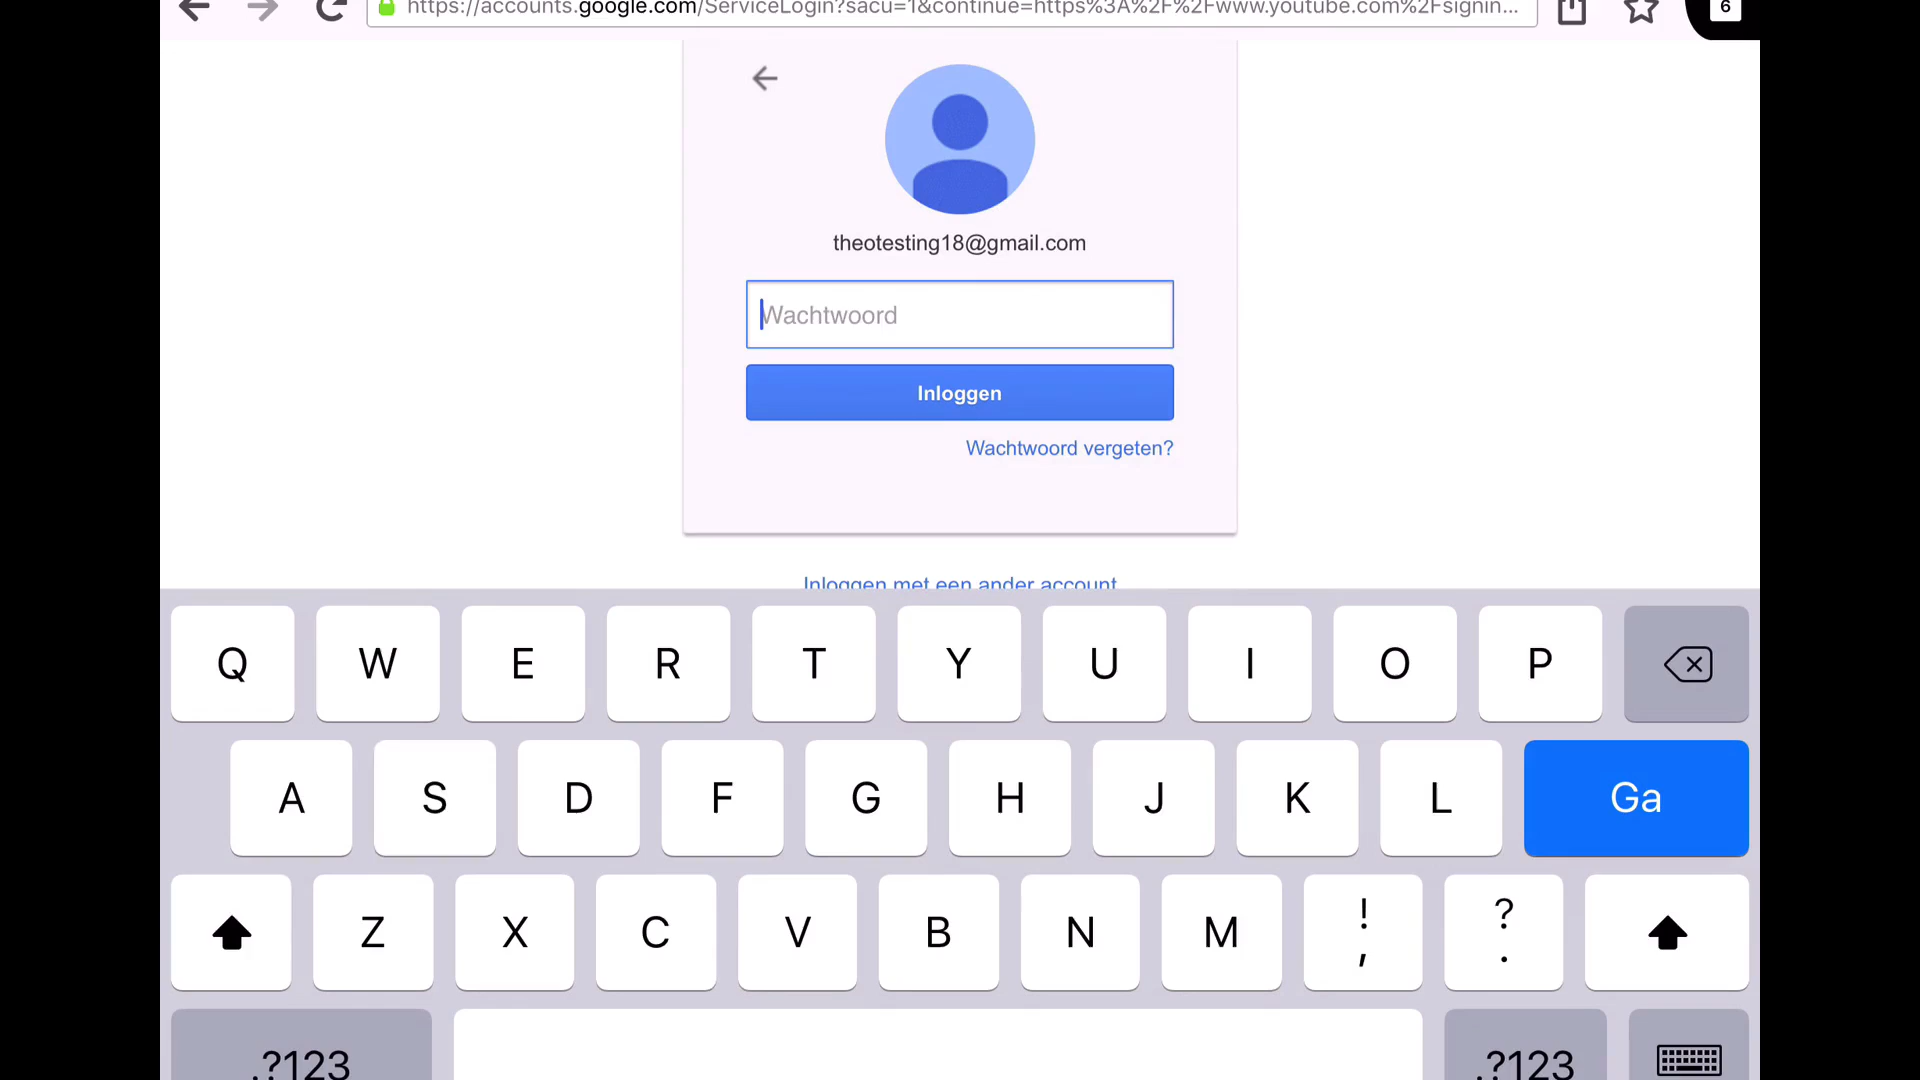 https://accounts.google.com/ServiceLogin?sacu=1&continue=https%3A%2F%2Fwww.youtube.com%2Fsignin...
6
theotesting18@gmail.com
Wachtwoord
Inloggen
Wachtwoord vergeten?
Inloggen met een ander account
Q W E R T Y U I O P
A S D F G H J K L Ga
Z X C V B N M ! , ? .
.?123 .?123